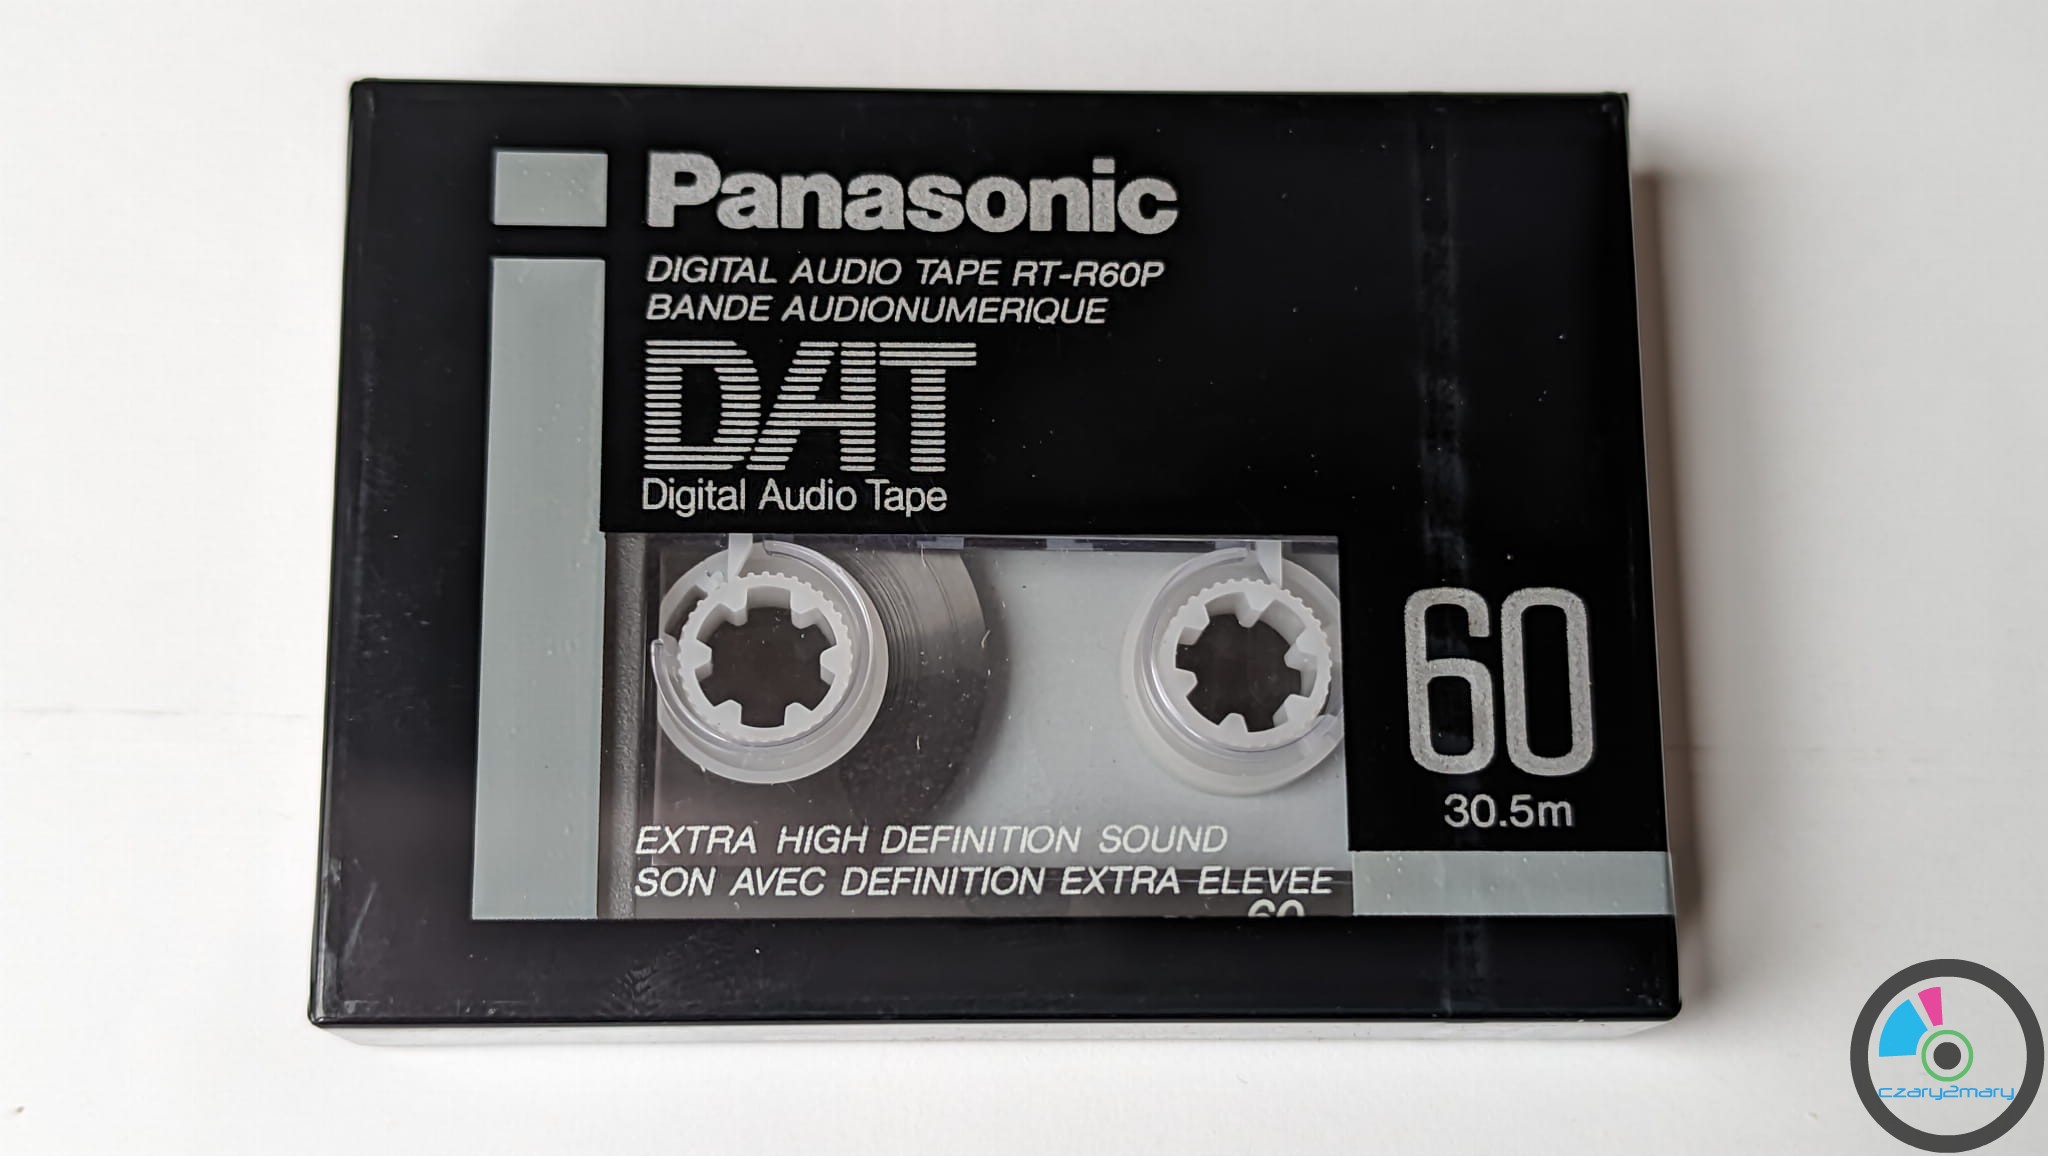 Panasonic
DIGITAL AUDIO TAPE RT-R60P
BANDE AUDIONUMERIQUE
DAT
Digital Audio Tape
60
30.5m
EXTRA HIGH DEFINITION SOUND
SON AVEC DEFINITION EXTRA ELEVEE
60
czary2mary